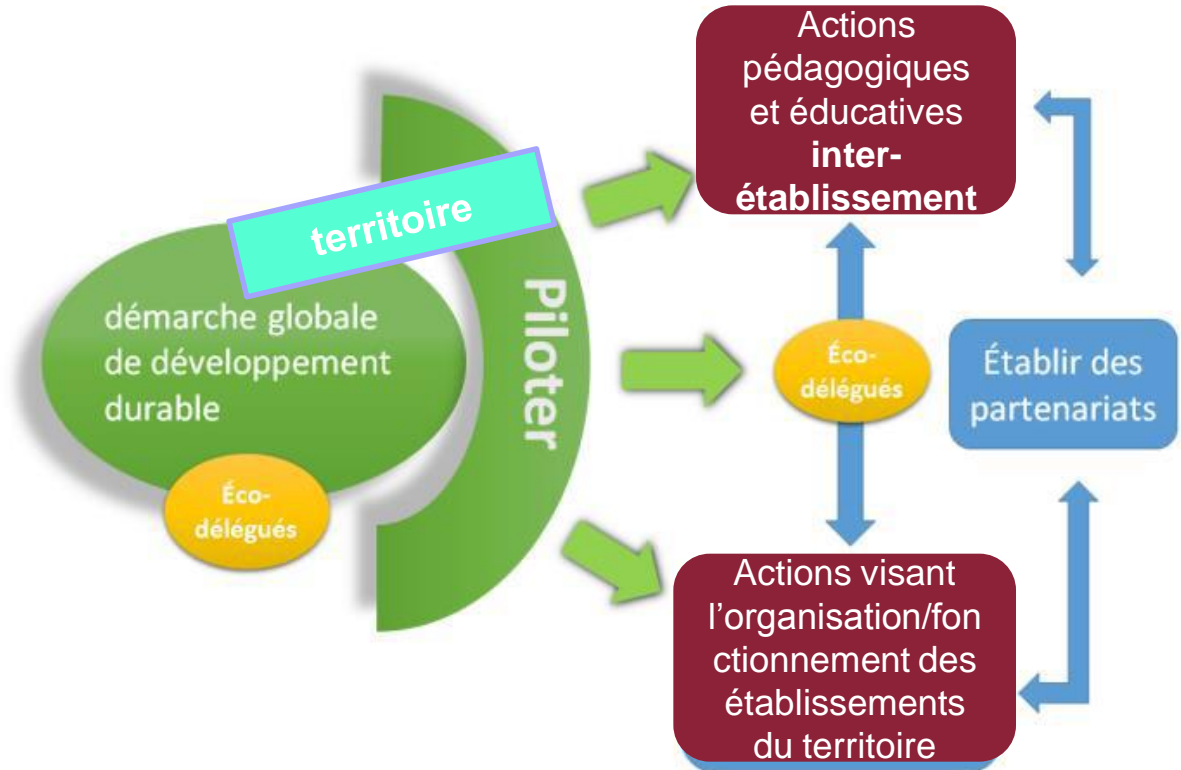 territoire
démarche globale
de développement
durable
Éco-
délégués
Piloter
Actions
pédagogiques
et éducatives
inter-
établissement
Éco-
délégués
Établir des
partenariats
Actions visant
l’organisation/fon
ctionnement des
établissements
du territoire